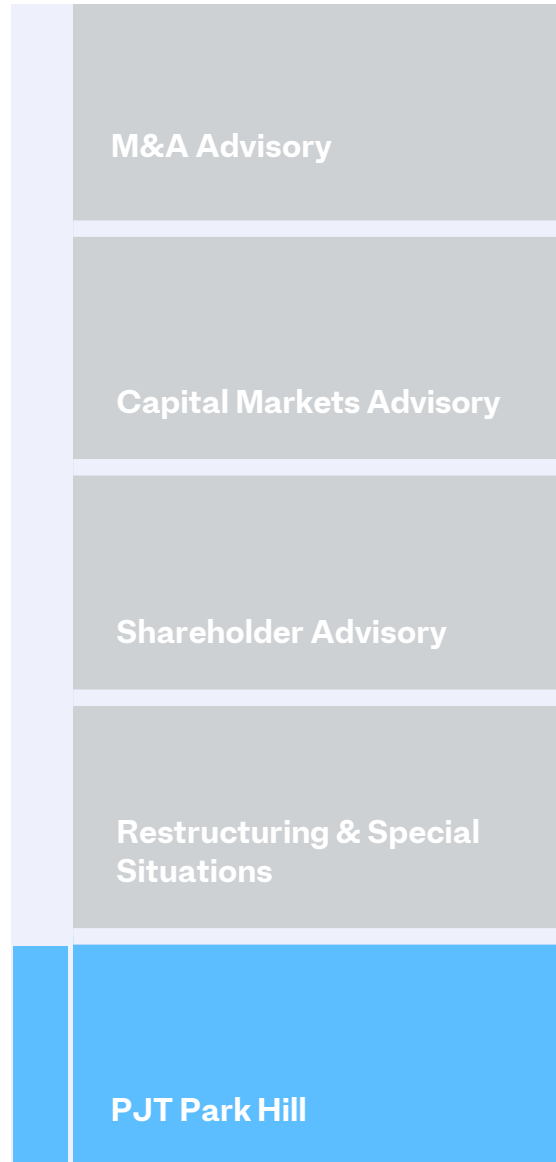 M&A Advisory
Capital Markets Advisory
Shareholder Advisory
Restructuring & Special
Situations
PJT Park Hill